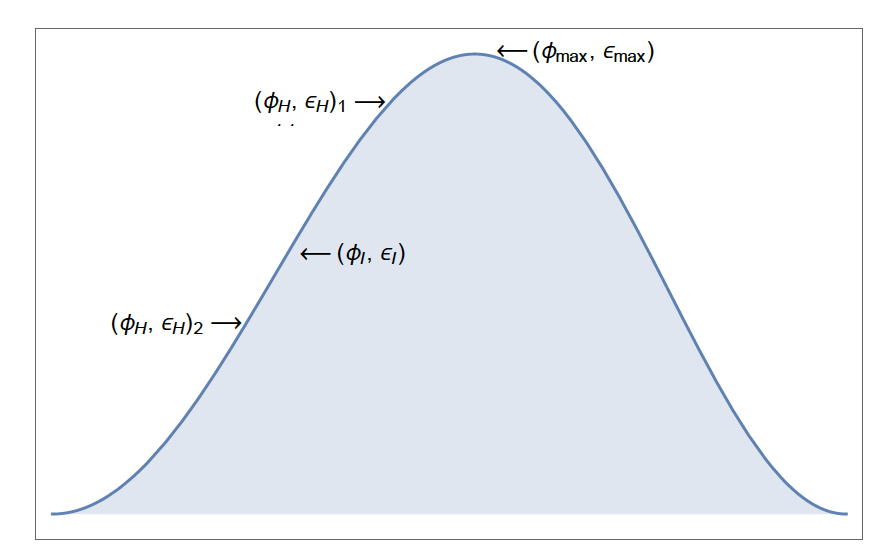 ⟵ (ϕmax, ϵmax)
(ϕH, ϵH)1 ⟶
⟵ (ϕI, ϵI)
(ϕH, ϵH)2 ⟶